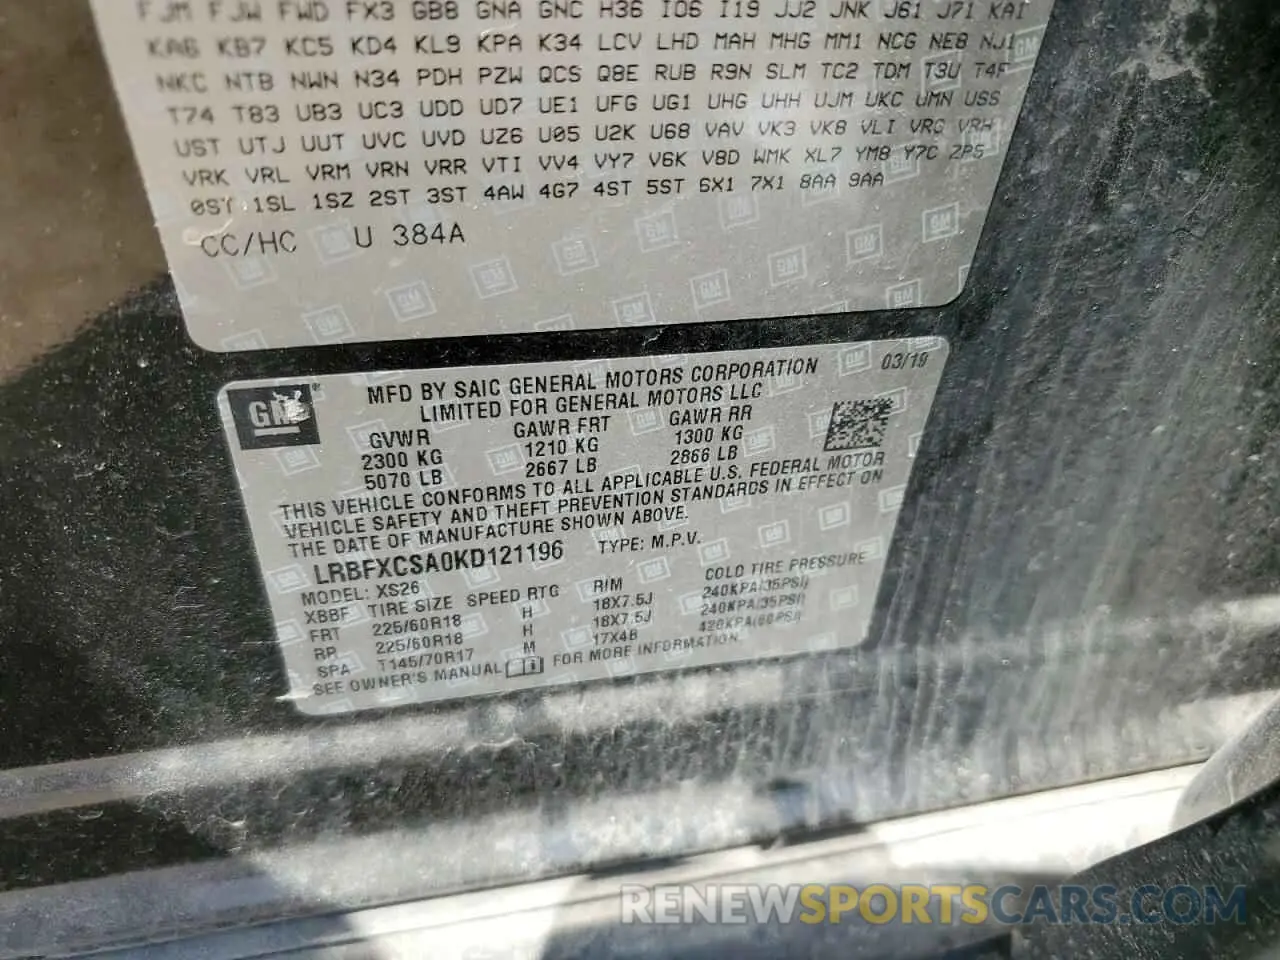 FJM FJW FWD FX3 GB8 GNA GNC H36 IO6 I19 JJ2 JNK J61 J71 KA1
KA6 KB7 KC5 KD4 KL9 KPA K34 LCV LHD MAH MHG MM1 NCG NE8 NJ1
NKC NTB NWN N34 PDH PZW QCS Q8E RUB R9N SLM TC2 TDM T3U T4F
T74 T83 UB3 UC3 UDD UD7 UE1 UFG UG1 UHG UHH UJM UKC UMN USS
UST UTJ UUT UVC UVD UZ6 U05 U2K U68 VAV VK3 VK8 VLI VRG VRH
VRK VRL VRM VRN VRR VTI VV4 VY7 V6K V8D WMK XL7 YM8 Y7C ZP5
0ST 1SL 1SZ 2ST 3ST 4AW 4G7 4ST 5ST 6X1 7X1 8AA 9AA
CC/HC U 384A
GM ® MFD BY SAIC GENERAL MOTORS CORPORATION 03/19
LIMITED FOR GENERAL MOTORS LLC
GVWR GAWR FRT GAWR RR
2300 KG 1210 KG 1300 KG
5070 LB 2667 LB 2866 LB
THIS VEHICLE CONFORMS TO ALL APPLICABLE U.S. FEDERAL MOTOR
VEHICLE SAFETY AND THEFT PREVENTION STANDARDS IN EFFECT ON
THE DATE OF MANUFACTURE SHOWN ABOVE.
LRBFXCSA0KD121196 TYPE: M.P.V.
MODEL: XS26
XBBF TIRE SIZE SPEED RTG RIM COLD TIRE PRESSURE
FRT 225/60R18 H 18X7.5J 240KPA(35PSI)
RR 225/60R18 H 18X7.5J 240KPA(35PSI)
SPA T145/70R17 M 17X4B 420KPA(60PSI)
SEE OWNER'S MANUAL FOR MORE INFORMATION.
RENEWSPORTSCARS.COM